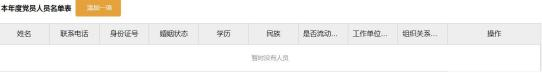 本年度党员人员名单表 添加一项
姓名 联系电话 身份证号 婚姻状态 学历 民族 是否流动... 工作单位... 组织关系... 操作
暂时没有人员